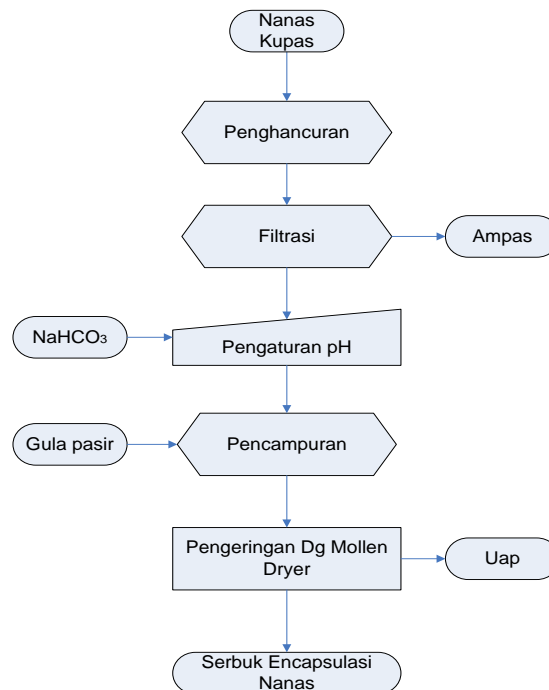 Nanas
Kupas
Penghancuran
Filtrasi
Ampas
NaHCO₃
Pengaturan pH
Gula pasir
Pencampuran
Pengeringan Dg Mollen
Dryer
Uap
Serbuk Encapsulasi
Nanas